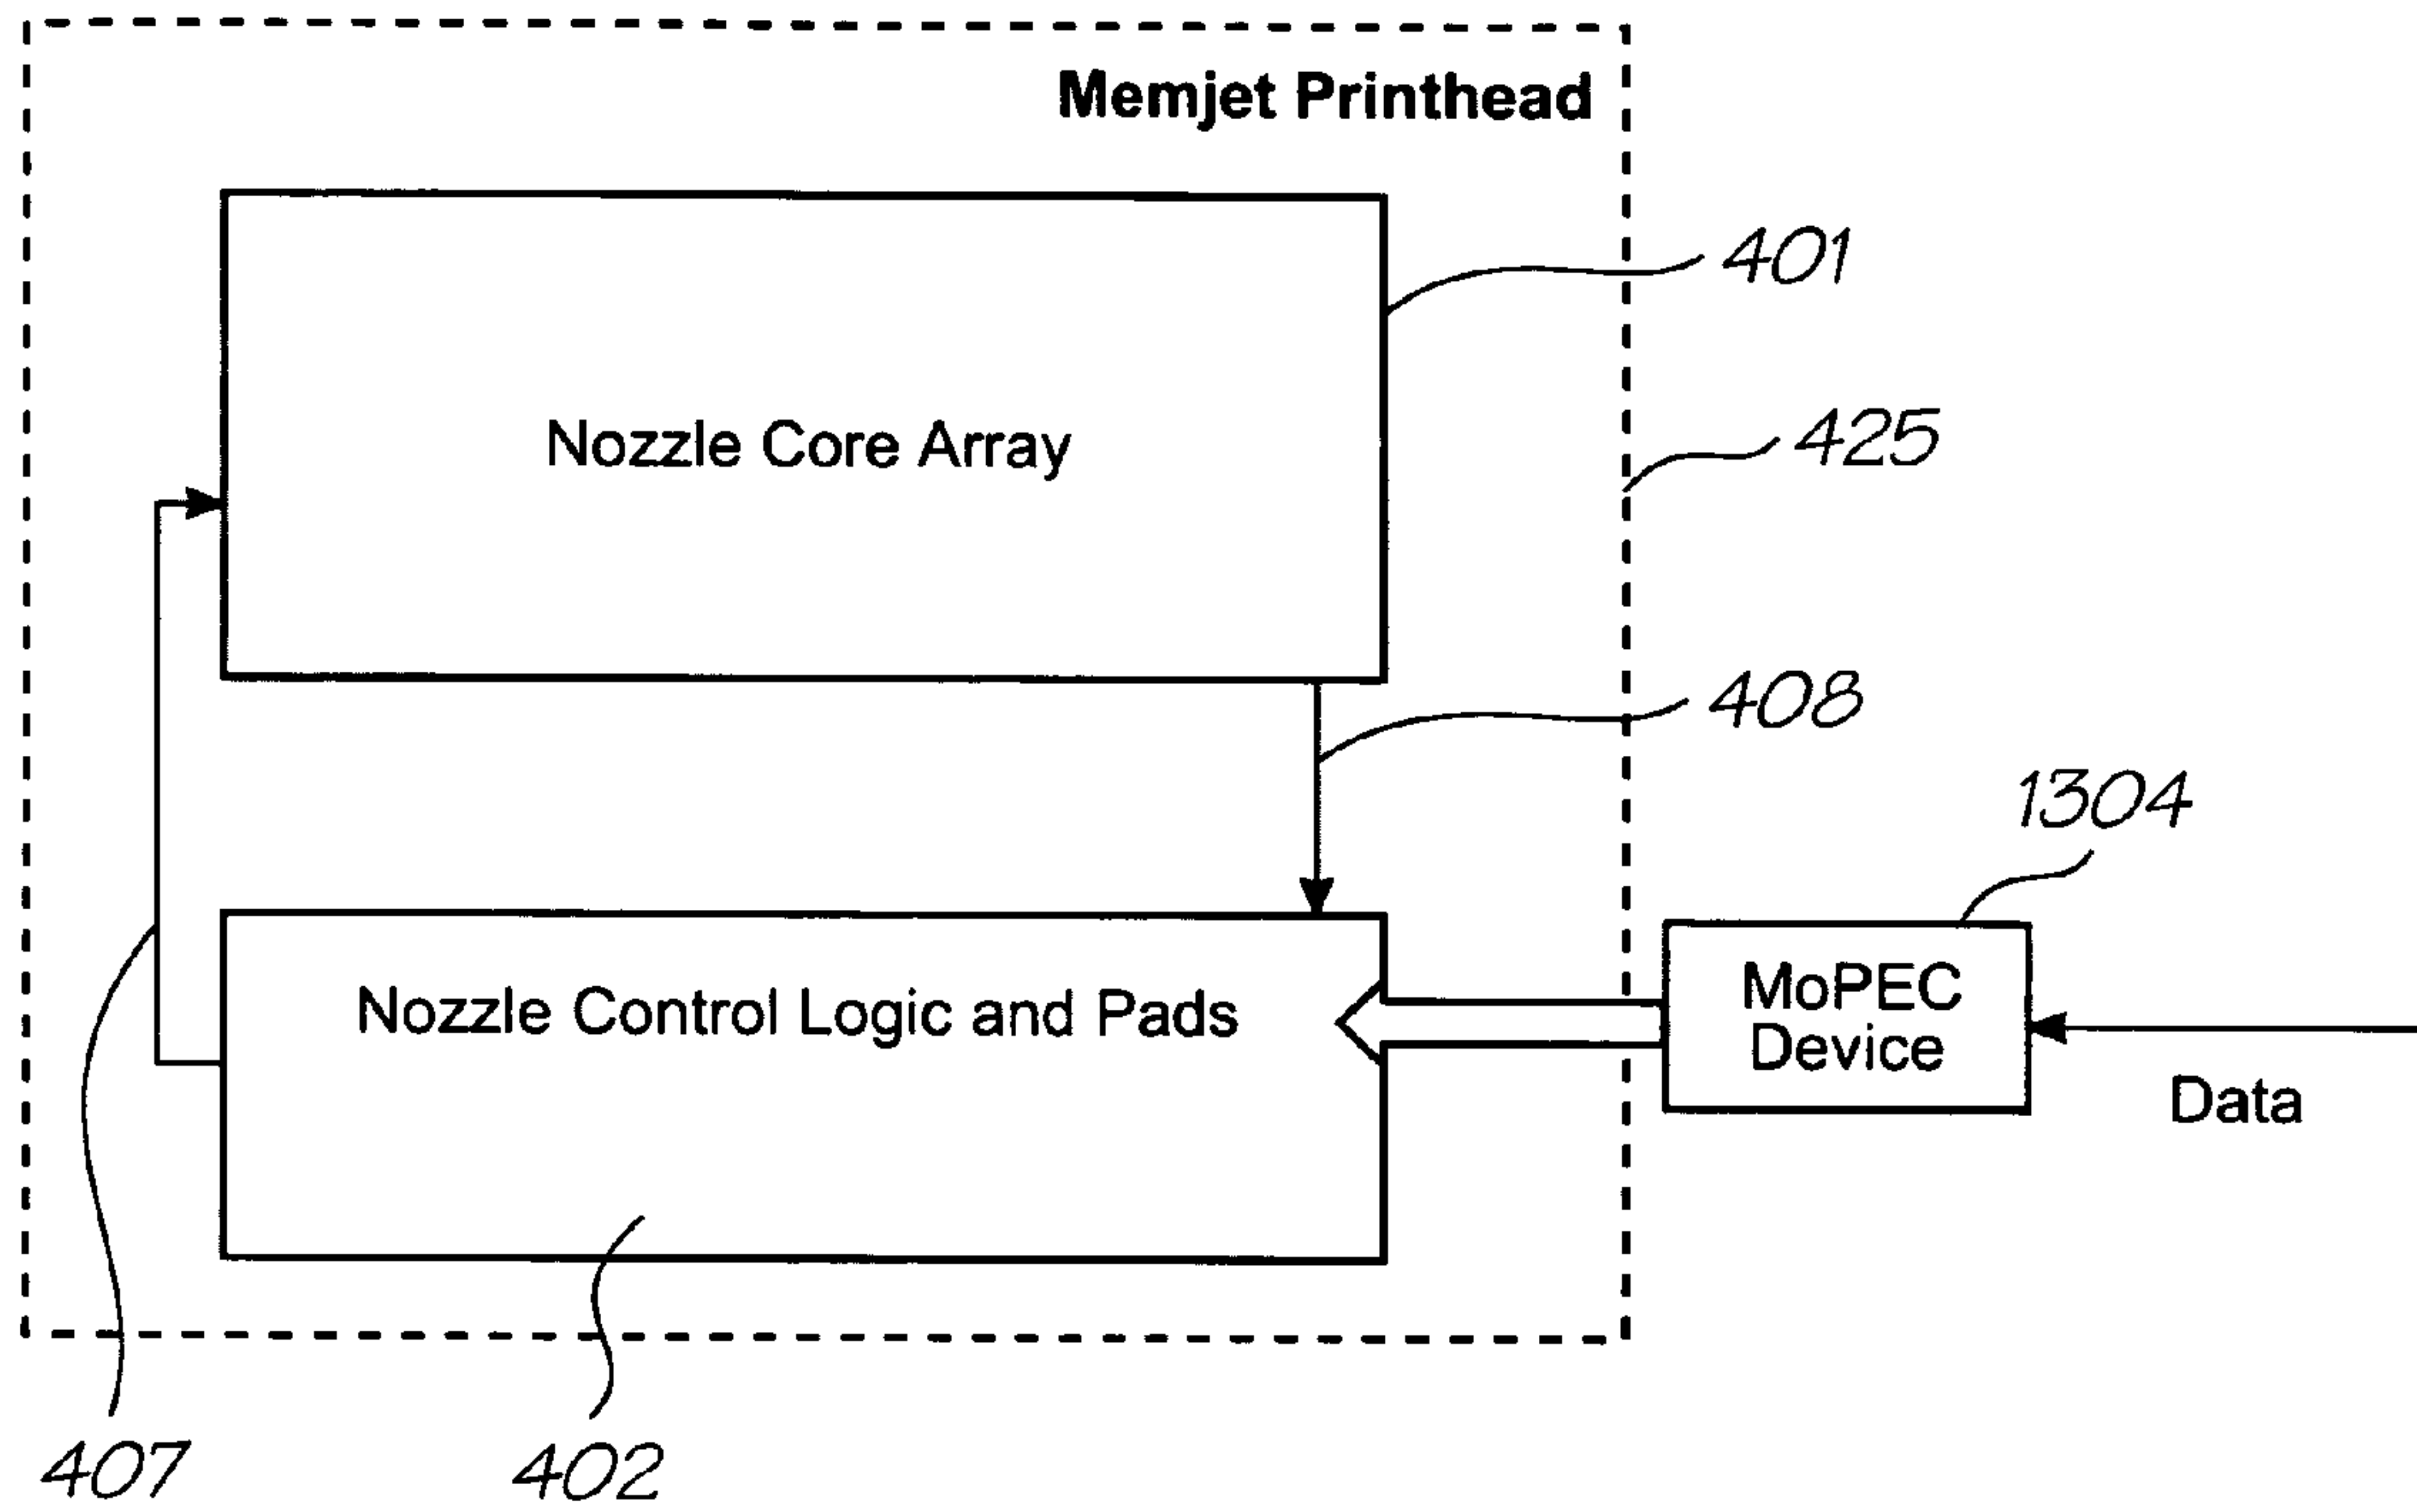 Memjet Printhead
401
Nozzle Core Array
425
408
1304
Nozzle Control Logic and Pads
MoPEC
Device
Data
407
402